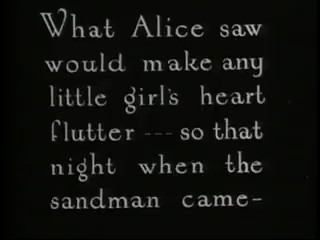 What Alice saw
would make any
little girl's heart
flutter --- so that
night when the
sandman came-